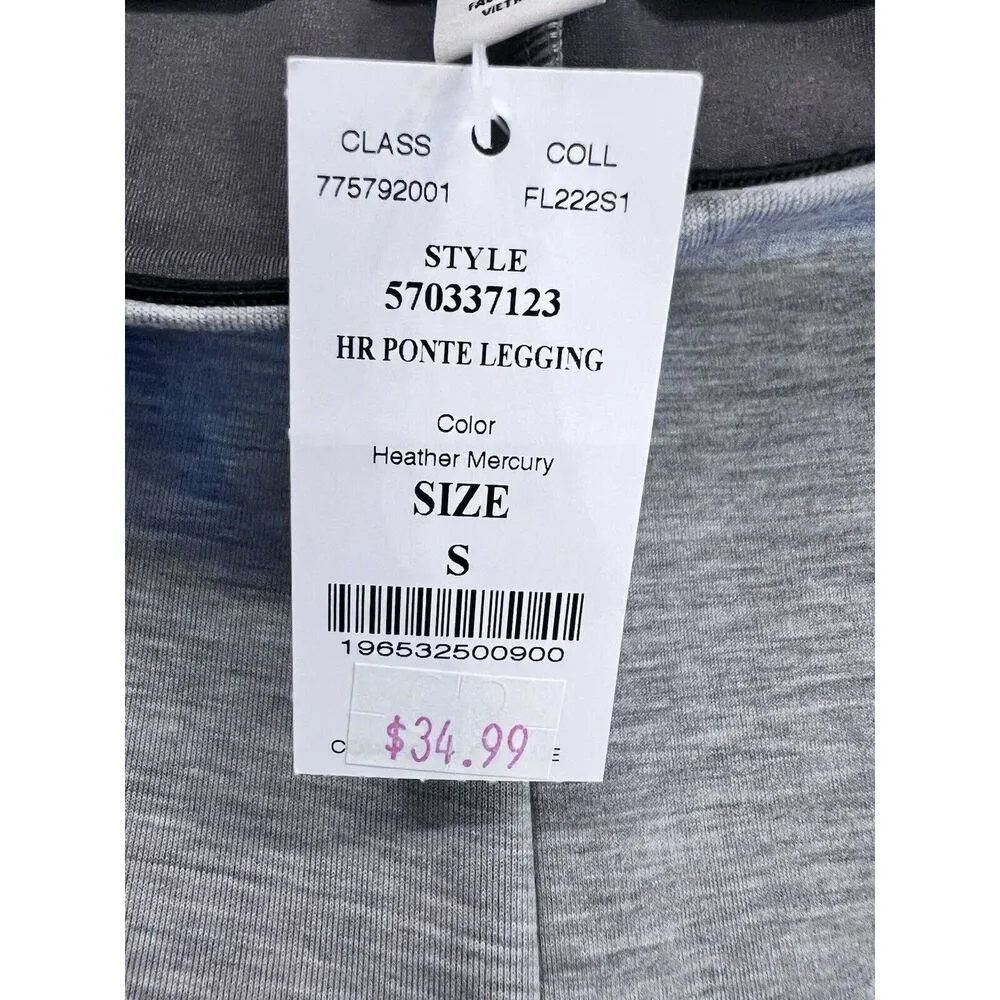 CLASS
COLL
775792001
FL222S1
STYLE
570337123
HR PONTE LEGGING
Color
Heather Mercury
SIZE
S
196532500900
$34.99